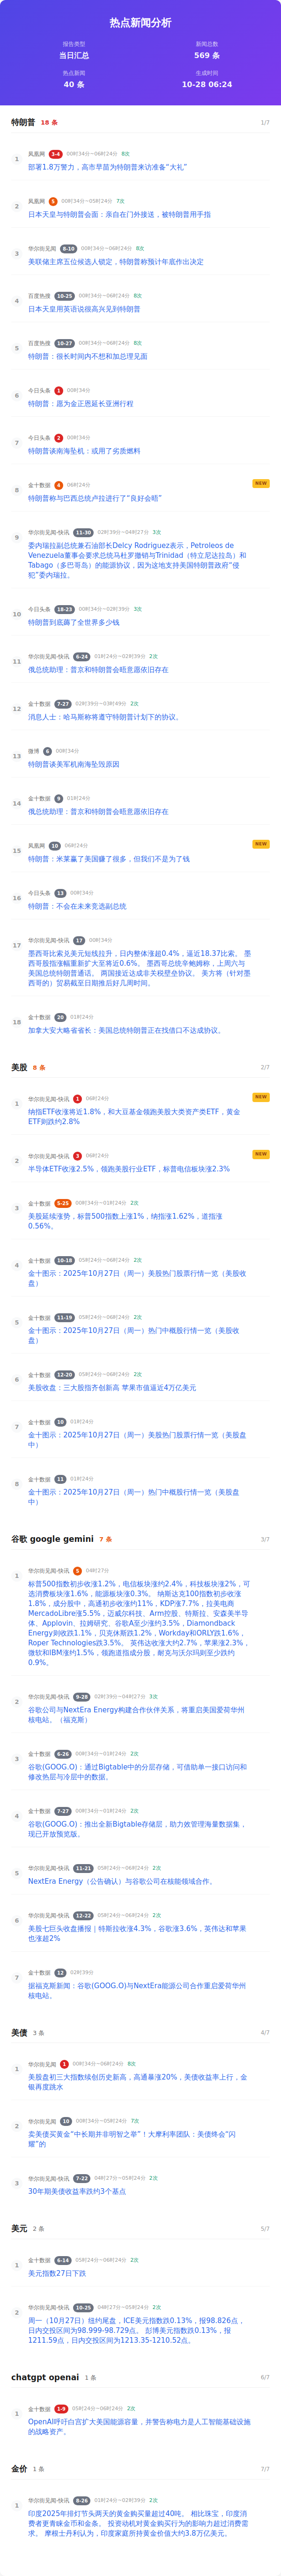 热点新闻分析
报告类型
当日汇总
新闻总数
569 条
热点新闻
40 条
生成时间
10-28 06:24
特朗普 18 条 1/7
1
凤凰网 3-4 00时34分~06时24分 8次
部署1.8万警力，高市早苗为特朗普来访准备“大礼”
2
凤凰网 5 00时34分~05时24分 7次
日本天皇与特朗普会面：亲自在门外接送，被特朗普用手指
3
华尔街见闻 8-10 00时34分~06时24分 8次
美联储主席五位候选人锁定，特朗普称预计年底作出决定
4
百度热搜 10-25 00时34分~06时24分 8次
日本天皇用英语说很高兴见到特朗普
5
百度热搜 10-27 00时34分~06时24分 8次
特朗普：很长时间内不想和加总理见面
6
今日头条 1 00时34分
特朗普：愿为金正恩延长亚洲行程
7
今日头条 2 00时34分
特朗普谈南海坠机：或用了劣质燃料
8
金十数据 4 06时24分
NEW
特朗普称与巴西总统卢拉进行了“良好会晤”
9
华尔街见闻-快讯 11-30 02时39分~04时27分 3次
委内瑞拉副总统兼石油部长Delcy Rodriguez表示，Petroleos de
Venezuela董事会要求总统马杜罗撤销与Trinidad（特立尼达拉岛）和
Tabago（多巴哥岛）的能源协议，因为这地支持美国特朗普政府“侵
犯”委内瑞拉。
10
今日头条 18-23 00时34分~02时39分 3次
特朗普到底薅了全世界多少钱
11
华尔街见闻-快讯 6-24 01时24分~02时39分 2次
俄总统助理：普京和特朗普会晤意愿依旧存在
12
金十数据 7-27 02时39分~03时49分 2次
消息人士：哈马斯称将遵守特朗普计划下的协议。
13
微博 6 00时34分
特朗普谈美军机南海坠毁原因
14
金十数据 9 01时24分
俄总统助理：普京和特朗普会晤意愿依旧存在
15
凤凰网 10 06时24分
NEW
特朗普：米莱赢了美国赚了很多，但我们不是为了钱
16
今日头条 13 00时34分
特朗普：不会在未来竞选副总统
17
华尔街见闻-快讯 17 00时34分
墨西哥比索兑美元短线拉升，日内整体涨超0.4%，逼近18.37比索。 墨
西哥股指涨幅重新扩大至将近0.6%。 墨西哥总统辛鲍姆称，上周六与
美国总统特朗普通话。 两国接近达成非关税壁垒协议。 美方将（针对墨
西哥的）贸易截至日期推后好几周时间。
18
金十数据 20 01时24分
加拿大安大略省省长：美国总统特朗普正在找借口不达成协议。
美股 8 条 2/7
1
华尔街见闻-快讯 1 06时24分
NEW
纳指ETF收涨将近1.8%，和大豆基金领跑美股大类资产类ETF，黄金
ETF则跌约2.8%
2
华尔街见闻-快讯 3 06时24分
NEW
半导体ETF收涨2.5%，领跑美股行业ETF，标普电信板块涨2.3%
3
金十数据 5-25 00时34分~01时24分 2次
美股延续涨势，标普500指数上涨1%，纳指涨1.62%，道指涨
0.56%。
4
金十数据 10-18 05时24分~06时24分 2次
金十图示：2025年10月27日（周一）美股热门股票行情一览（美股收
盘）
5
金十数据 11-19 05时24分~06时24分 2次
金十图示：2025年10月27日（周一）热门中概股行情一览（美股收
盘）
6
金十数据 12-20 05时24分~06时24分 2次
美股收盘：三大股指齐创新高 苹果市值逼近4万亿美元
7
金十数据 10 01时24分
金十图示：2025年10月27日（周一）美股热门股票行情一览（美股盘
中）
8
金十数据 11 01时24分
金十图示：2025年10月27日（周一）热门中概股行情一览（美股盘
中）
谷歌 google gemini 7 条 3/7
1
华尔街见闻-快讯 5 04时27分
标普500指数初步收涨1.2%，电信板块涨约2.4%，科技板块涨2%，可
选消费板块涨1.6%，能源板块涨0.3%。 纳斯达克100指数初步收涨
1.8%，成分股中，高通初步收涨约11%，KDP涨7.7%，拉美电商
MercadoLibre涨5.5%，迈威尔科技、Arm控股、特斯拉、安森美半导
体、Applovin、拉姆研究、谷歌A至少涨约3.5%，Diamondback
Energy则收跌1.1%，贝克休斯跌1.2%，Workday和ORLY跌1.6%，
Roper Technologies跌3.5%。 英伟达收涨大约2.7%，苹果涨2.3%，
微软和IBM涨约1.5%，领跑道指成分股，耐克与沃尔玛则至少跌约
0.9%。
2
华尔街见闻-快讯 9-28 02时39分~04时27分 3次
谷歌公司与NextEra Energy构建合作伙伴关系，将重启美国爱荷华州
核电站。（福克斯）
3
金十数据 6-26 00时34分~01时24分 2次
谷歌(GOOG.O)：通过Bigtable中的分层存储，可借助单一接口访问和
修改热层与冷层中的数据。
4
金十数据 7-27 00时34分~01时24分 2次
谷歌(GOOG.O)：推出全新Bigtable存储层，助力效管理海量数据集，
现已开放预览版。
5
华尔街见闻-快讯 11-21 05时24分~06时24分 2次
NextEra Energy（公告确认）与谷歌公司在核能领域合作。
6
华尔街见闻-快讯 12-22 05时24分~06时24分 2次
美股七巨头收盘播报｜特斯拉收涨4.3%，谷歌涨3.6%，英伟达和苹果
也涨超2%
7
金十数据 12 02时39分
据福克斯新闻：谷歌(GOOG.O)与NextEra能源公司合作重启爱荷华州
核电站。
美债 3 条 4/7
1
华尔街见闻 1 00时34分~06时24分 8次
美股盘初三大指数续创历史新高，高通暴涨20%，美债收益率上行，金
银再度跳水
2
华尔街见闻 10 00时34分~05时24分 7次
卖美债买黄金“中长期并非明智之举”！大摩利率团队：美债终会“闪
耀”的
3
华尔街见闻-快讯 7-22 04时27分~05时24分 2次
30年期美债收益率跌约3个基点
美元 2 条 5/7
1
金十数据 6-14 05时24分~06时24分 2次
美元指数27日下跌
2
华尔街见闻-快讯 10-25 04时27分~05时24分 2次
周一（10月27日）纽约尾盘，ICE美元指数跌0.13%，报98.826点，
日内交投区间为98.999-98.729点。 彭博美元指数跌0.13%，报
1211.59点，日内交投区间为1213.35-1210.52点。
chatgpt openai 1 条 6/7
1
金十数据 1-9 05时24分~06时24分 2次
OpenAI呼吁白宫扩大美国能源容量，并警告称电力是人工智能基础设施
的战略资产。
金价 1 条 7/7
1
华尔街见闻-快讯 8-26 01时24分~02时39分 2次
印度2025年排灯节头两天的黄金购买量超过40吨。 相比珠宝，印度消
费者更青睐金币和金条。 投资动机对黄金购买行为的影响力超过消费需
求。 摩根士丹利认为，印度家庭所持黄金价值大约3.8万亿美元。